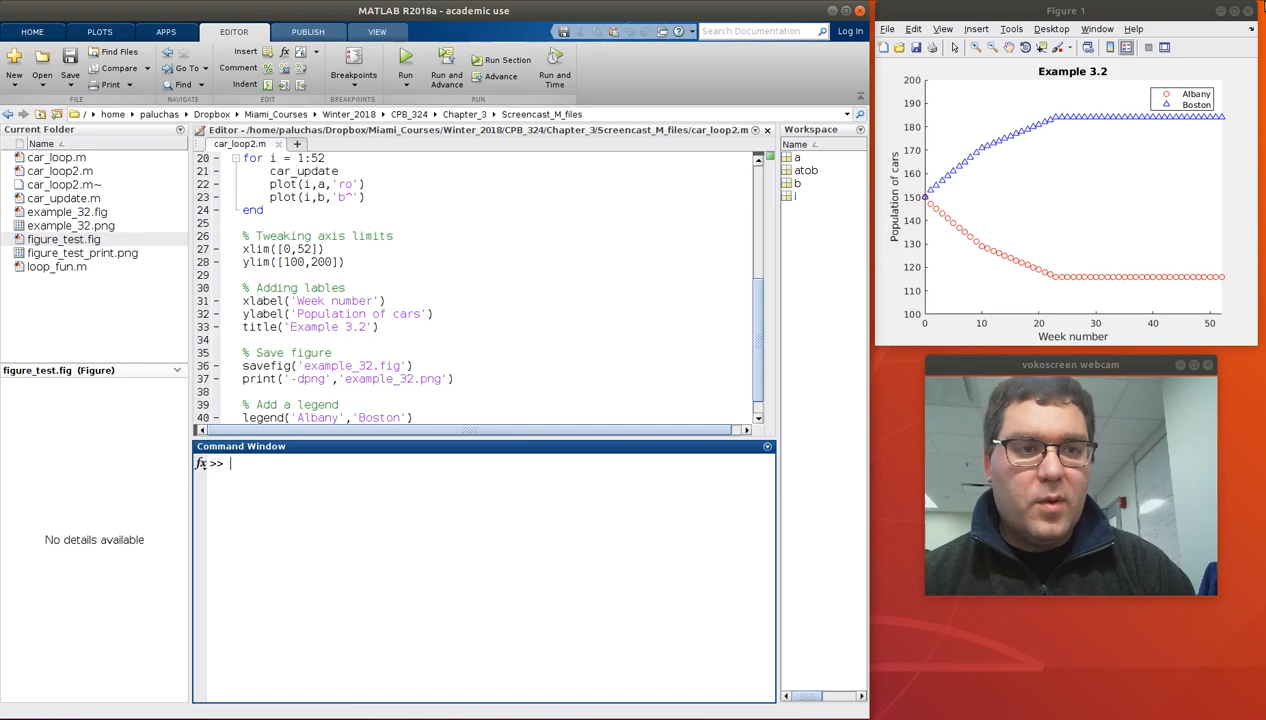 MATLAB R2018a - academic use
HOME PLOTS APPS EDITOR PUBLISH VIEW Search Documentation Log In
New Open Save Find Files Compare Print
Go To Find
Insert fx
Comment
Indent
Breakpoints Run Run and Advance Run Section Advance Run and Time
FILE NAVIGATE EDIT BREAKPOINTS RUN
/ home paluchas Dropbox Miami_Courses Winter_2018 CPB_324 Chapter_3 Screencast_M_files
Current Folder
Name
car_loop.m
car_loop2.m
car_loop2.m~
car_update.m
example_32.fig
example_32.png
figure_test.fig
figure_test_print.png
loop_fun.m
figure_test.fig (Figure)
No details available
Editor - /home/paluchas/Dropbox/Miami_Courses/Winter_2018/CPB_324/Chapter_3/Screencast_M_files/car_loop2.m
car_loop2.m
20 for i = 1:52
21 car_update
22 plot(i,a,'ro')
23 plot(i,b,'b^')
24 end
25
26 % Tweaking axis limits
27 xlim([0,52])
28 ylim([100,200])
29
30 % Adding lables
31 xlabel('Week number')
32 ylabel('Population of cars')
33 title('Example 3.2')
34
35 % Save figure
36 savefig('example_32.fig')
37 print('-dpng','example_32.png')
38
39 % Add a legend
40 legend('Albany','Boston')
Command Window
fx >>
Workspace
Name
a
atob
b
i
Figure 1
File Edit View Insert Tools Desktop Window Help
Example 3.2
Albany
Boston
200
190
180
170
160
150
140
130
120
110
100
Population of cars
0 10 20 30 40 50
Week number
vokoscreen webcam